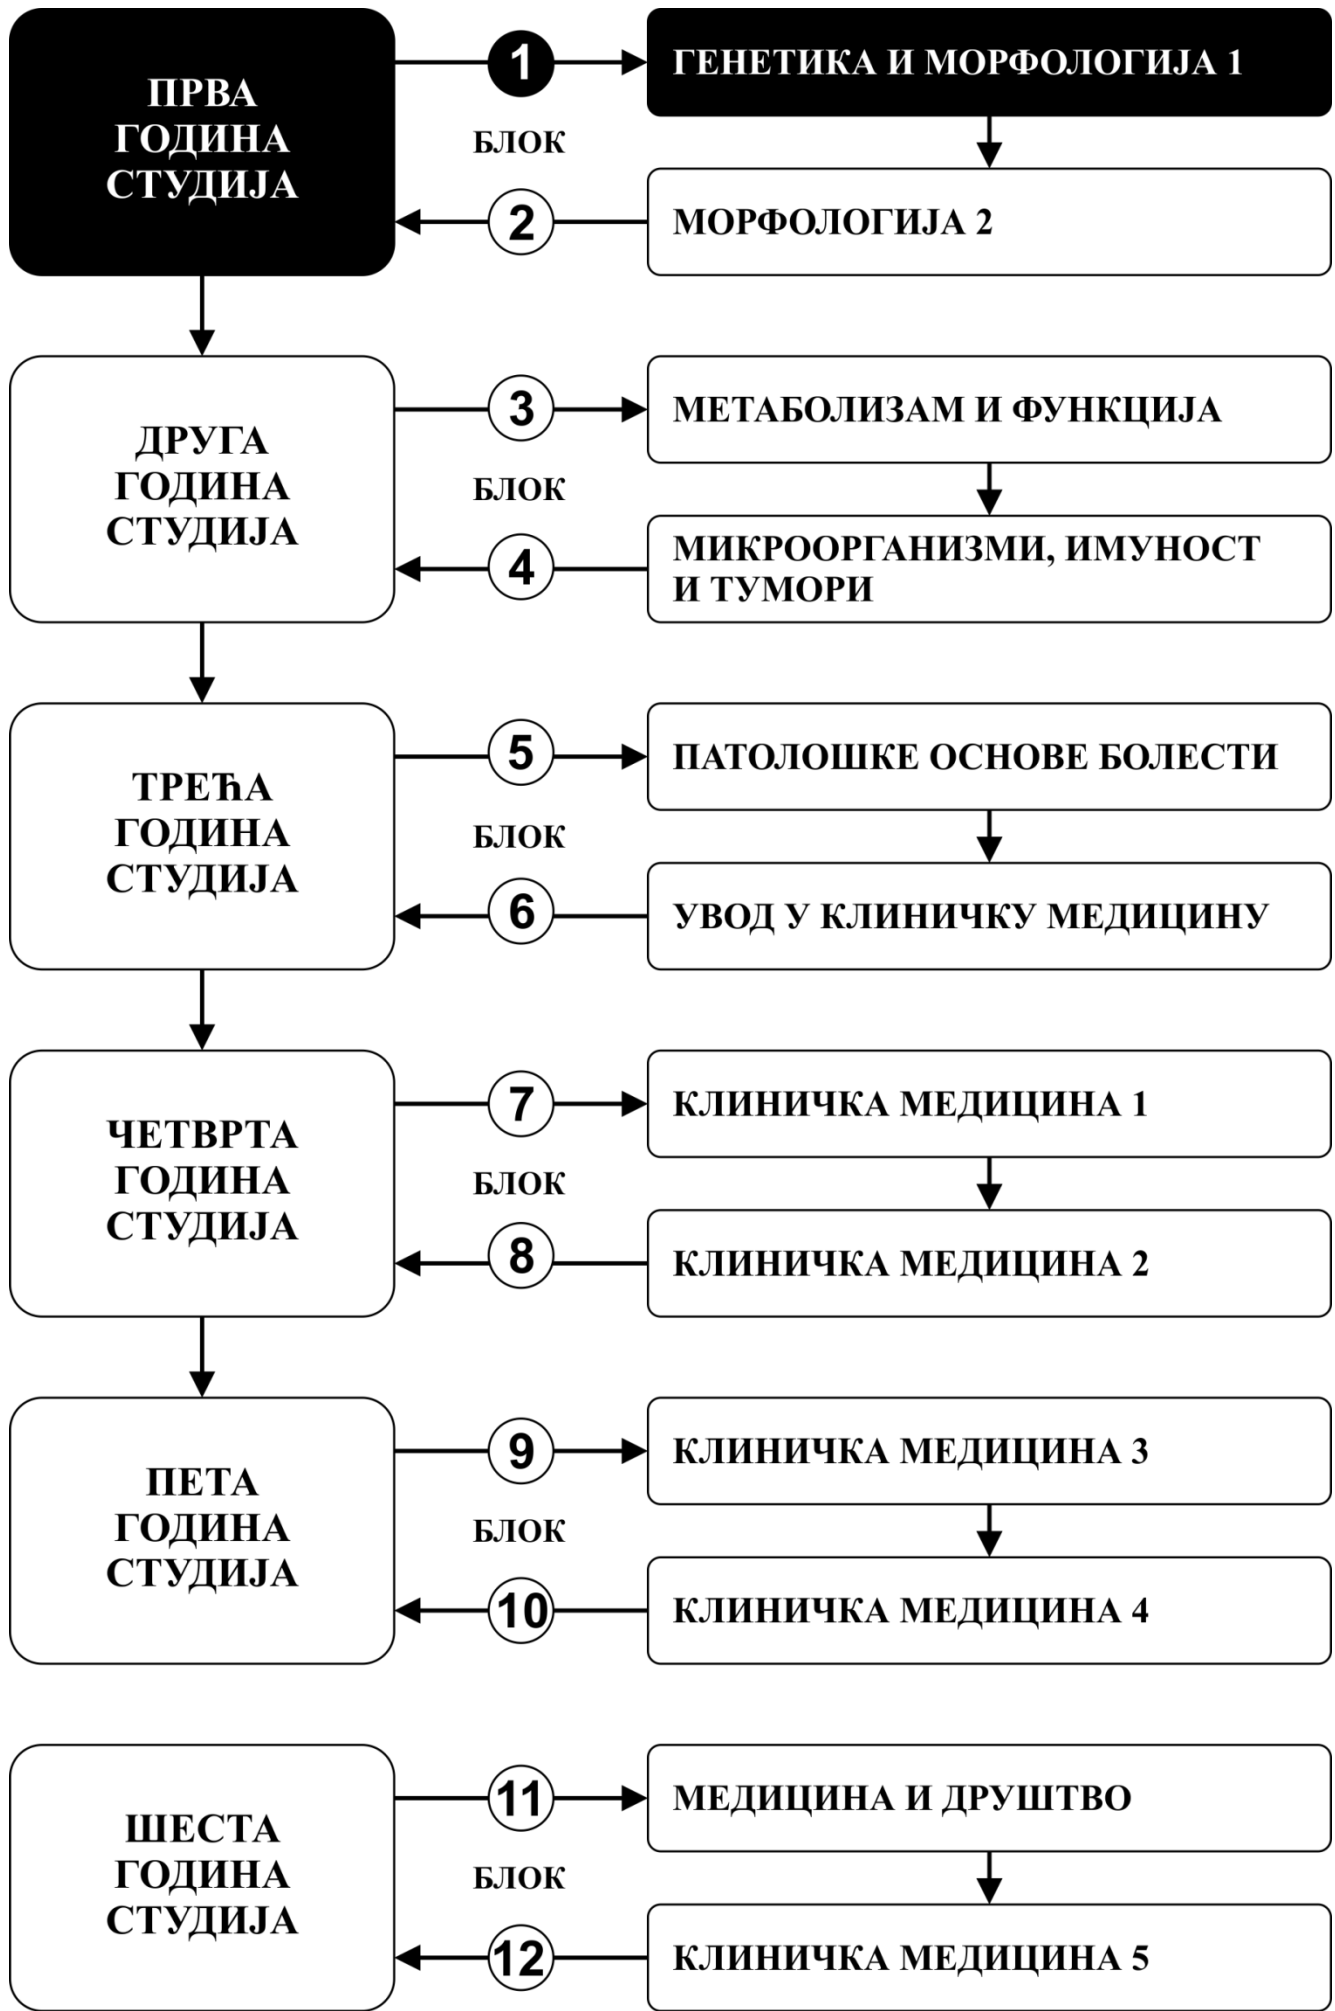 ПРВА
ГОДИНА
СТУДИЈА
1
БЛОК
2
ГЕНЕТИКА И МОРФОЛОГИЈА 1
МОРФОЛОГИЈА 2
ДРУГА
ГОДИНА
СТУДИЈА
3
БЛОК
4
МЕТАБОЛИЗАМ И ФУНКЦИЈА
МИКРООРГАНИЗМИ, ИМУНОСТ
И ТУМОРИ
ТРЕЋА
ГОДИНА
СТУДИЈА
5
БЛОК
6
ПАТОЛОШКЕ ОСНОВЕ БОЛЕСТИ
УВОД У КЛИНИЧКУ МЕДИЦИНУ
ЧЕТВРТА
ГОДИНА
СТУДИЈА
7
БЛОК
8
КЛИНИЧКА МЕДИЦИНА 1
КЛИНИЧКА МЕДИЦИНА 2
ПЕТА
ГОДИНА
СТУДИЈА
9
БЛОК
10
КЛИНИЧКА МЕДИЦИНА 3
КЛИНИЧКА МЕДИЦИНА 4
ШЕСТА
ГОДИНА
СТУДИЈА
11
БЛОК
12
МЕДИЦИНА И ДРУШТВО
КЛИНИЧКА МЕДИЦИНА 5